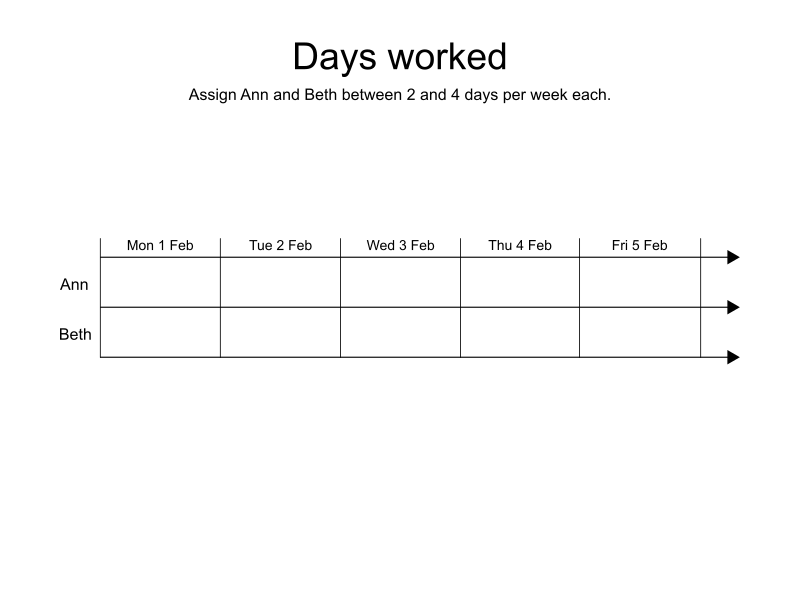 Days worked
Assign Ann and Beth between 2 and 4 days per week each.
Mon 1 Feb Tue 2 Feb Wed 3 Feb Thu 4 Feb Fri 5 Feb
Ann
Beth